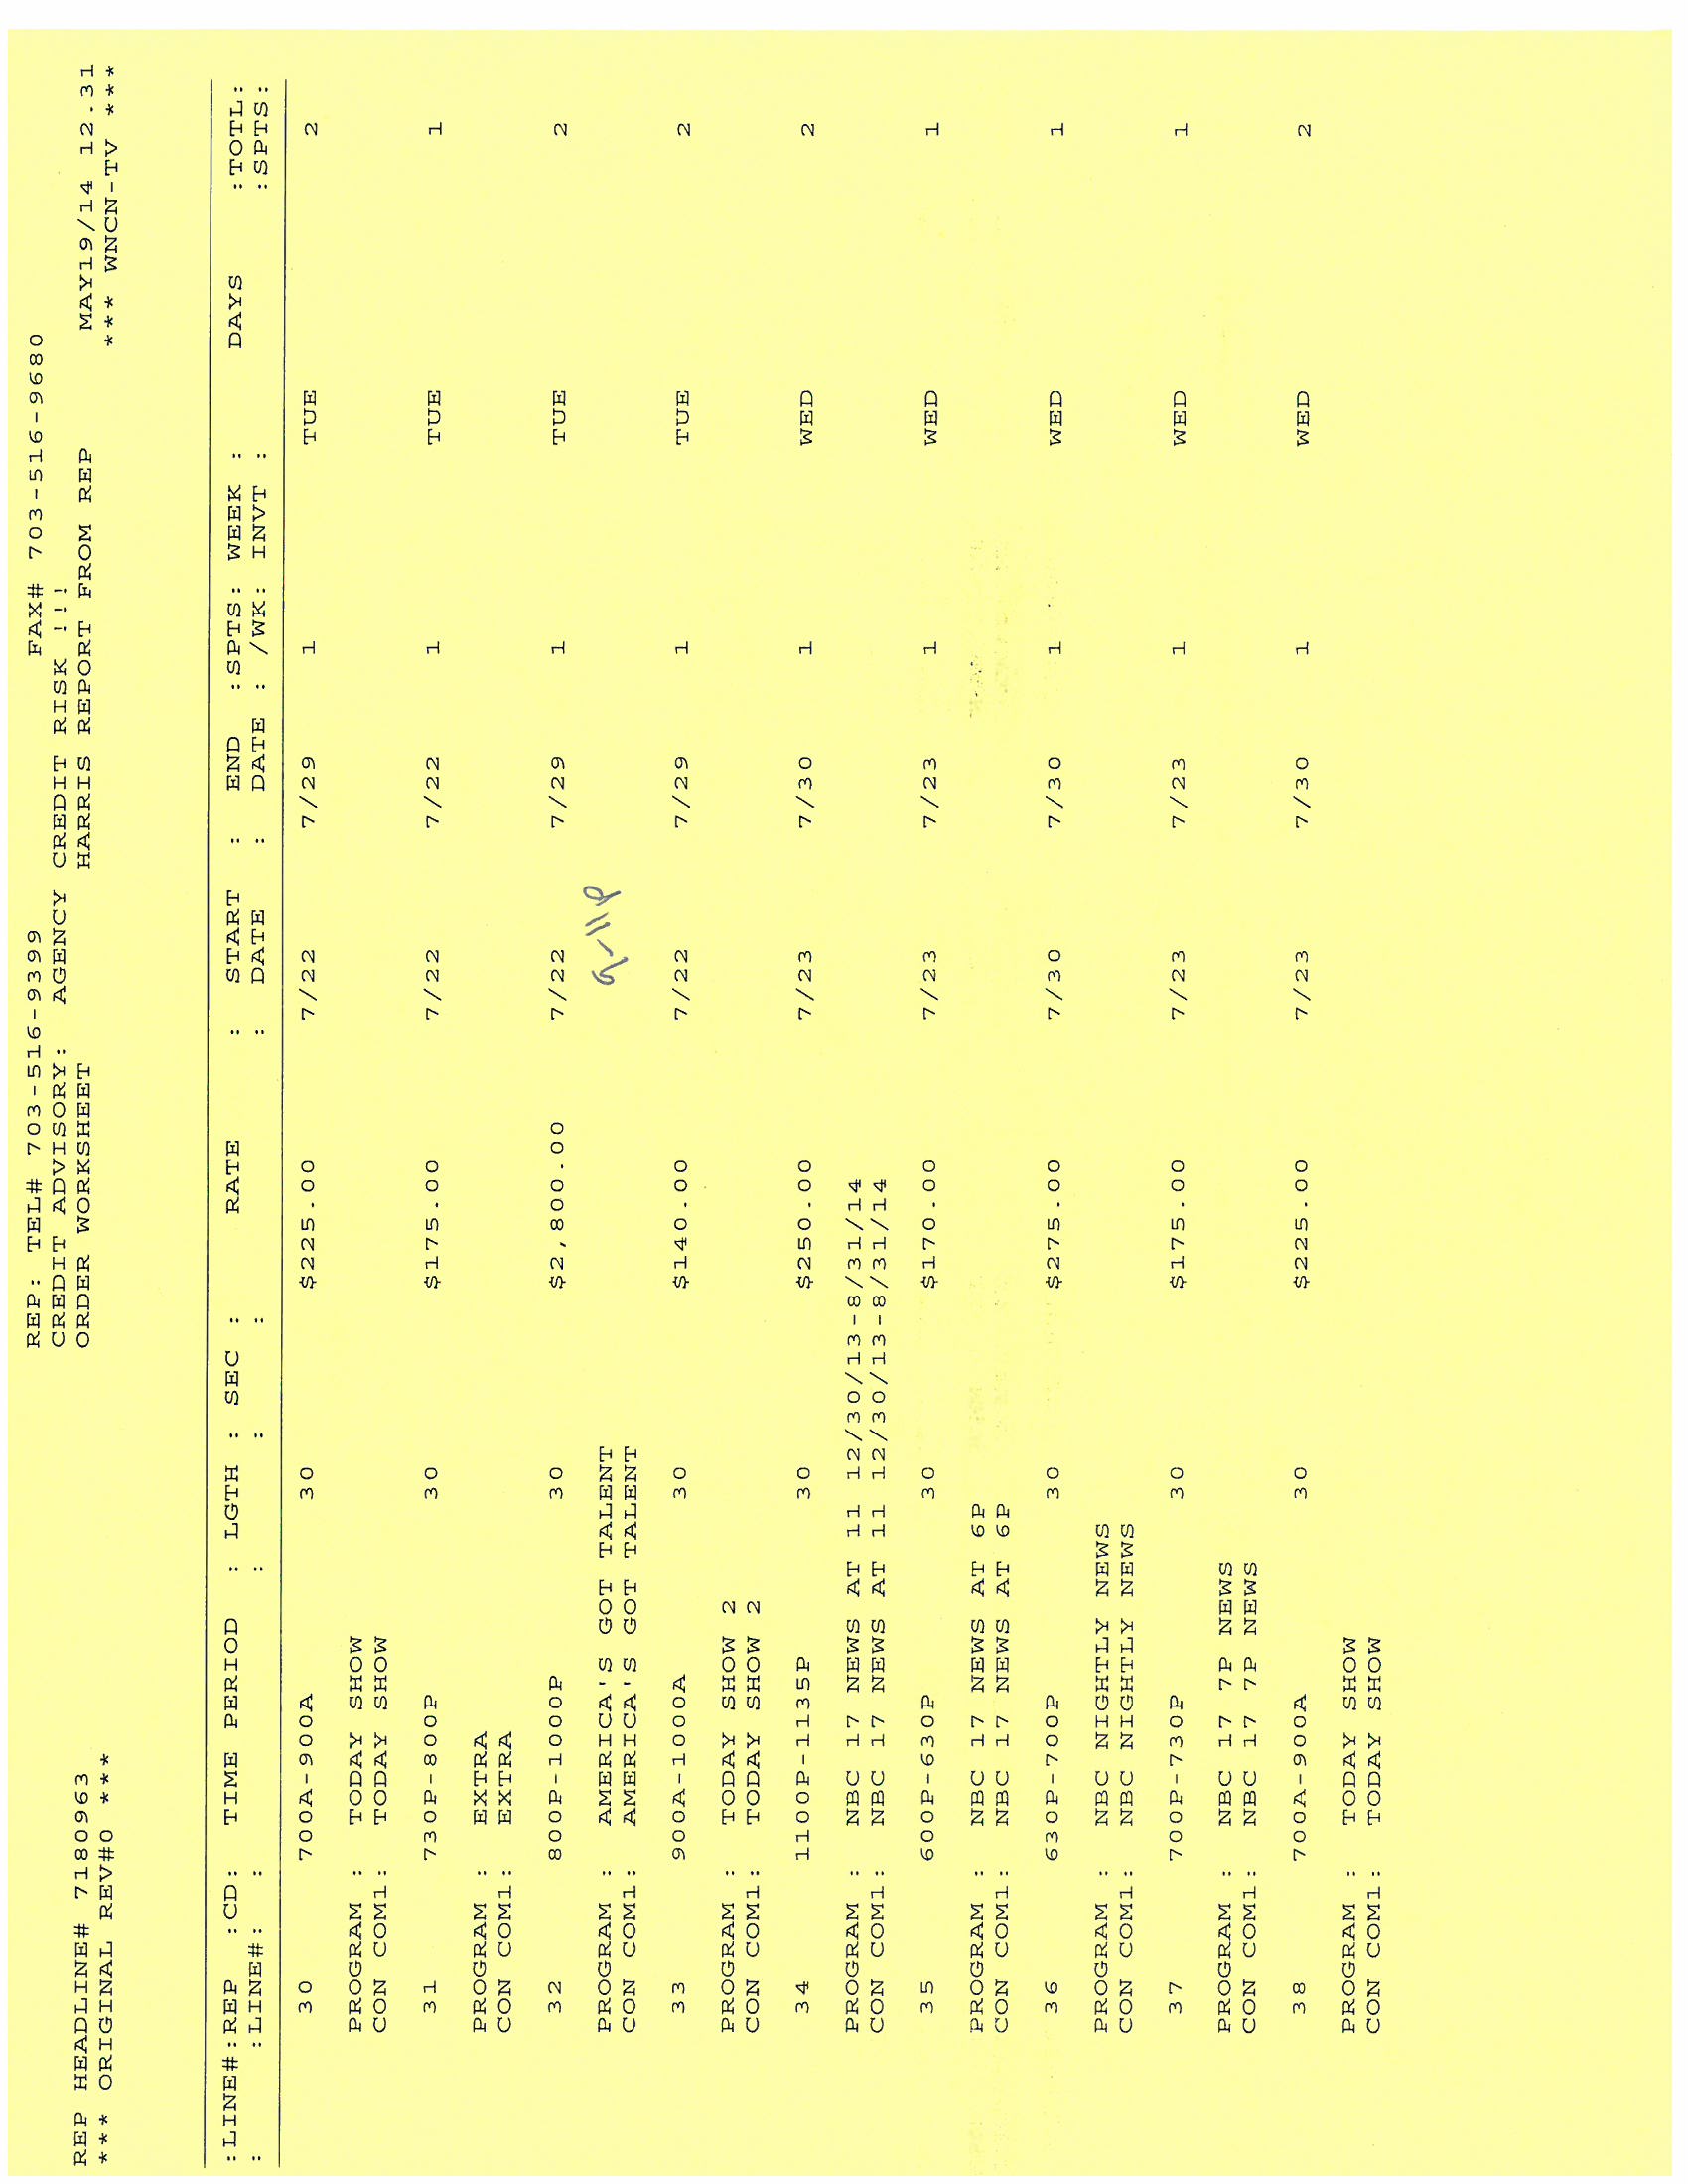 REP: TEL# 703-516-9399 FAX# 703-516-9680
CREDIT ADVISORY: AGENCY CREDIT RISK !!!
REP HEADLINE# 7180963 ORDER WORKSHEET HARRIS REPORT FROM REP MAY19/14 12.31
*** ORIGINAL REV#0 *** *** WNCN-TV ***
:LINE#:REP :CD: TIME PERIOD : LGTH : SEC : RATE : START : END :SPTS: WEEK : DAYS :TOTL:
: :LINE#: : : : : DATE : DATE : /WK: INVT : :SPTS:
30 700A-900A 30 $225.00 7/22 7/29 1 TUE 2
PROGRAM : TODAY SHOW
CON COM1: TODAY SHOW
31 730P-800P 30 $175.00 7/22 7/22 1 TUE 1
PROGRAM : EXTRA
CON COM1: EXTRA
32 800P-1000P 30 $2,800.00 7/22 7/29 1 TUE 2
PROGRAM : AMERICA'S GOT TALENT 9-11p
CON COM1: AMERICA'S GOT TALENT
33 900A-1000A 30 $140.00 7/22 7/29 1 TUE 2
PROGRAM : TODAY SHOW 2
CON COM1: TODAY SHOW 2
34 1100P-1135P 30 $250.00 7/23 7/30 1 WED 2
PROGRAM : NBC 17 NEWS AT 11 12/30/13-8/31/14
CON COM1: NBC 17 NEWS AT 11 12/30/13-8/31/14
35 600P-630P 30 $170.00 7/23 7/23 1 WED 1
PROGRAM : NBC 17 NEWS AT 6P
CON COM1: NBC 17 NEWS AT 6P
36 630P-700P 30 $275.00 7/30 7/30 1 WED 1
PROGRAM : NBC NIGHTLY NEWS
CON COM1: NBC NIGHTLY NEWS
37 700P-730P 30 $175.00 7/23 7/23 1 WED 1
PROGRAM : NBC 17 7P NEWS
CON COM1: NBC 17 7P NEWS
38 700A-900A 30 $225.00 7/23 7/30 1 WED 2
PROGRAM : TODAY SHOW
CON COM1: TODAY SHOW